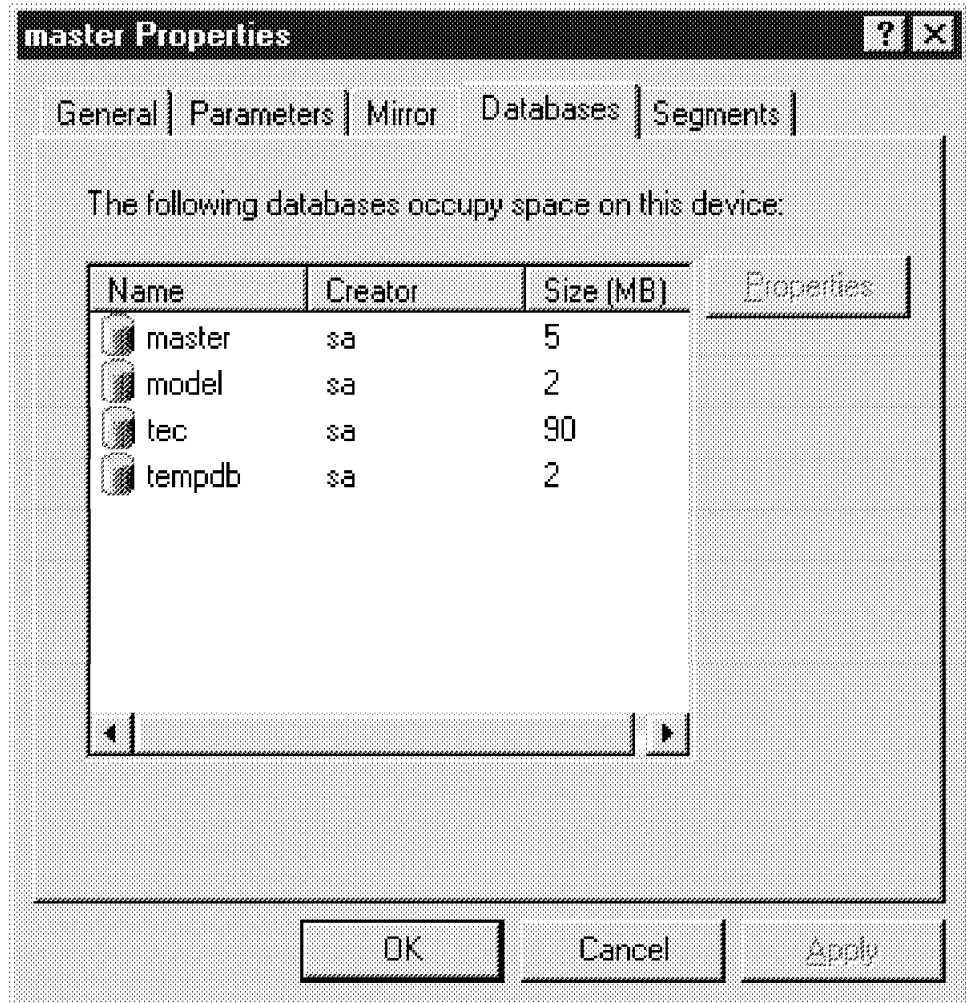 master Properties
General Parameters Mirror Databases Segments
The following databases occupy space on this device:
Name Creator Size (MB) Properties
master sa 5
model sa 2
tec sa 90
tempdb sa 2
OK Cancel Apply